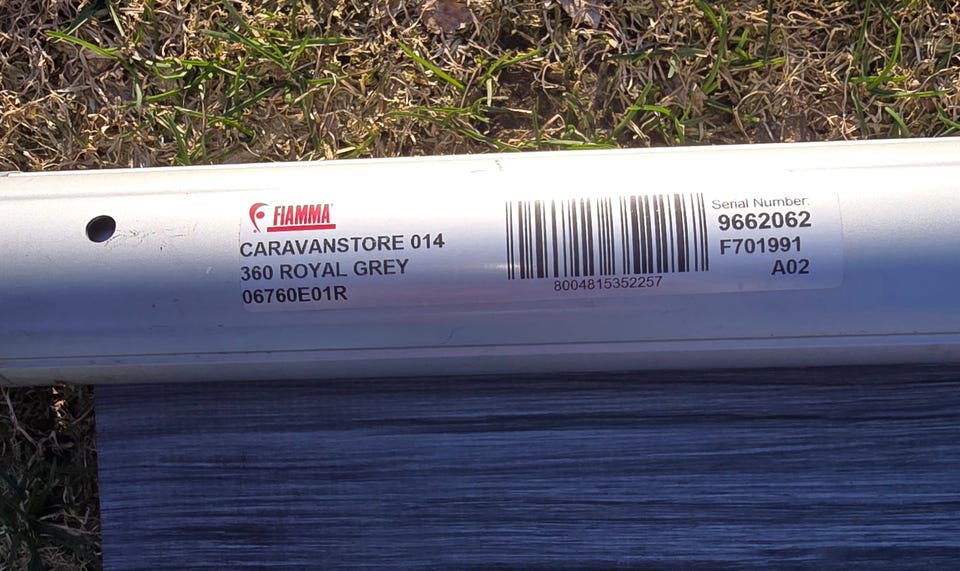 FIAMMA
CARAVANSTORE 014
360 ROYAL GREY
06760E01R
8004815352257
Serial Number:
9662062
F701991
A02